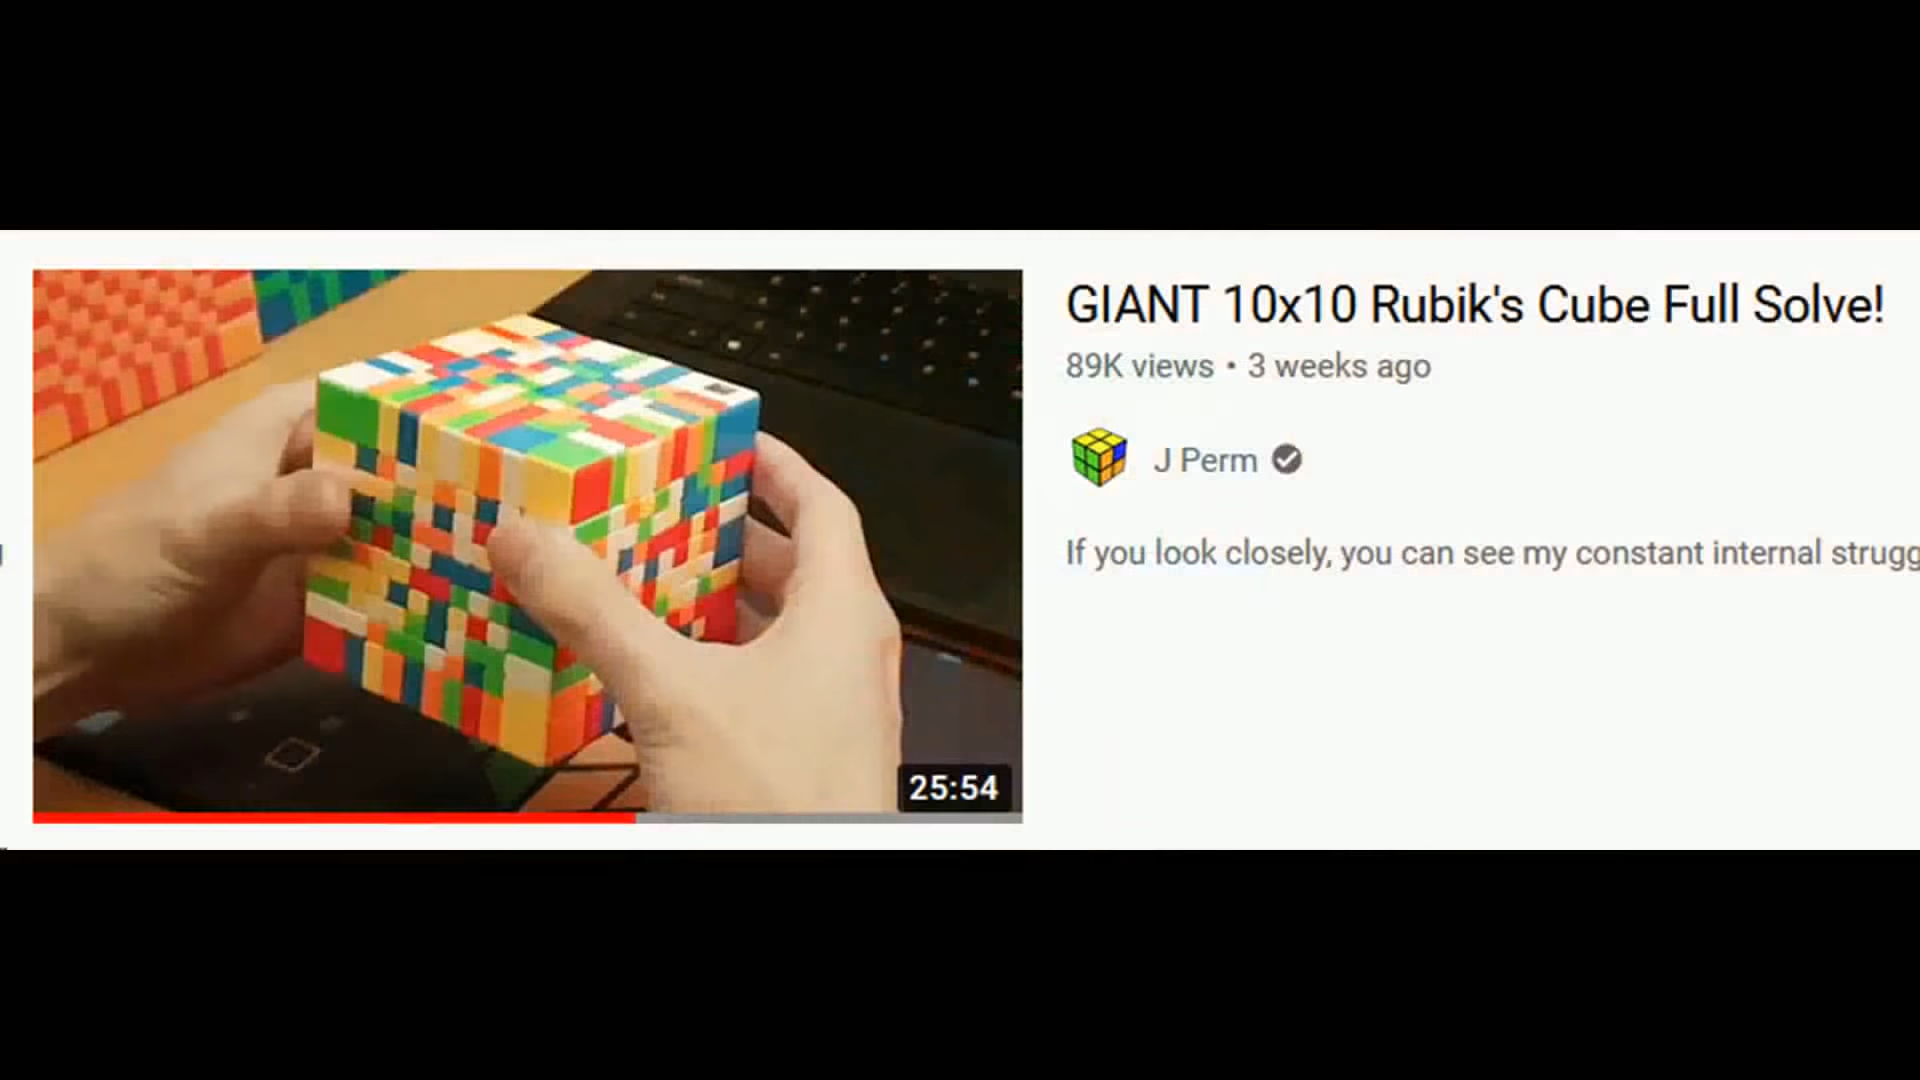 GIANT 10x10 Rubik's Cube Full Solve!
89K views • 3 weeks ago
J Perm
If you look closely, you can see my constant internal
25:54